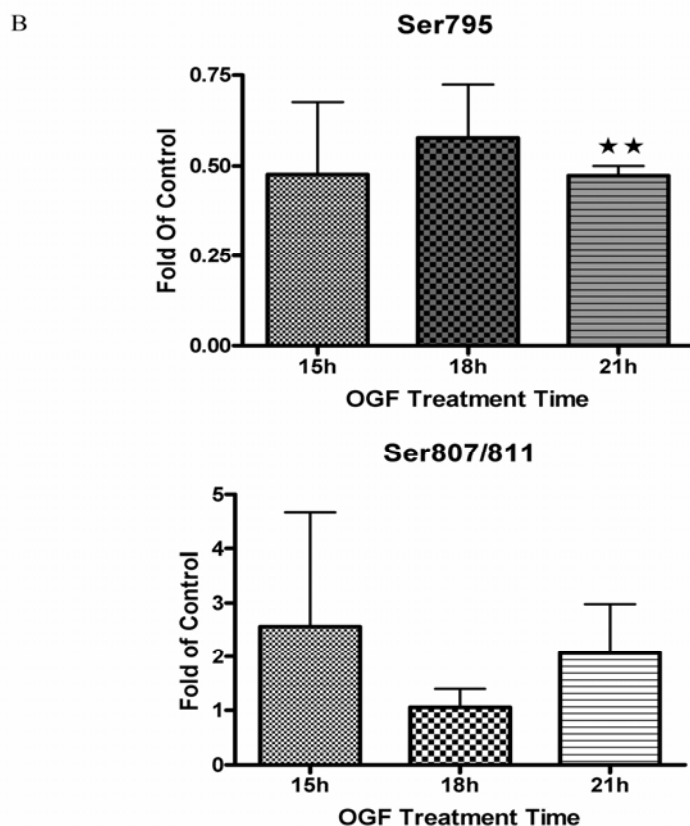 B
Ser795
0.75
0.50
0.25
0.00
Fold Of Control
★★
15h 18h 21h
OGF Treatment Time
Ser807/811
5
4
3
2
1
0
Fold of Control
15h 18h 21h
OGF Treatment Time